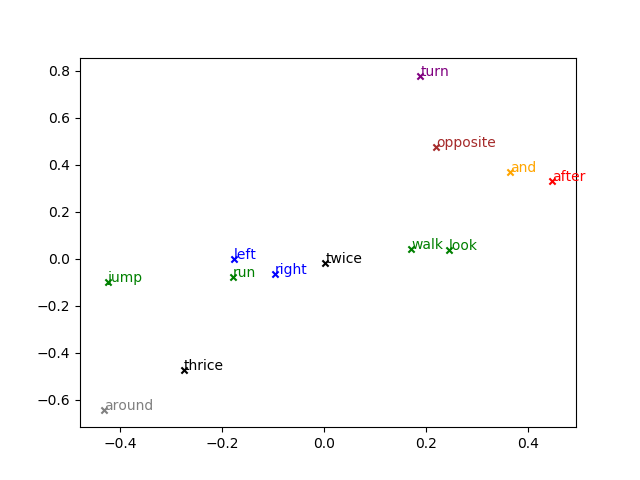 0.8
turn
0.6
opposite
0.4
and
after
0.2
walk
look
0.0
left
twice
jump
run
right
−0.2
−0.4
thrice
−0.6
around
−0.4
−0.2
0.0
0.2
0.4